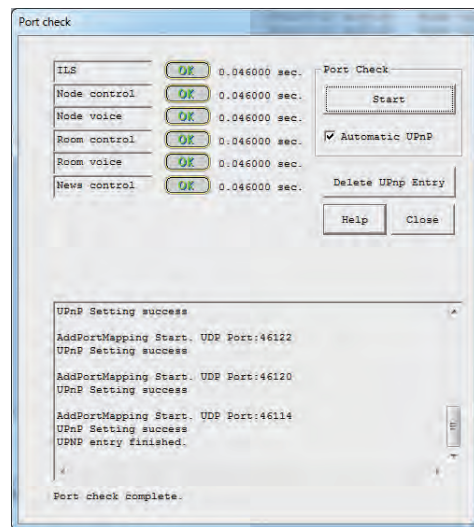 Port check
ILS OK 0.046000 sec.
Node control OK 0.046000 sec.
Node voice OK 0.046000 sec.
Room control OK 0.046000 sec.
Room voice OK 0.046000 sec.
News control OK 0.046000 sec.
Port Check
Start
Automatic UPnP
Delete UPnp Entry
Help Close
UPnP Setting success
AddPortMapping Start. UDP Port:46122
UPnP Setting success
AddPortMapping Start. UDP Port:46120
UPnP Setting success
AddPortMapping Start. UDP Port:46114
UPnP Setting success
UPNP entry finished.
Port check complete.